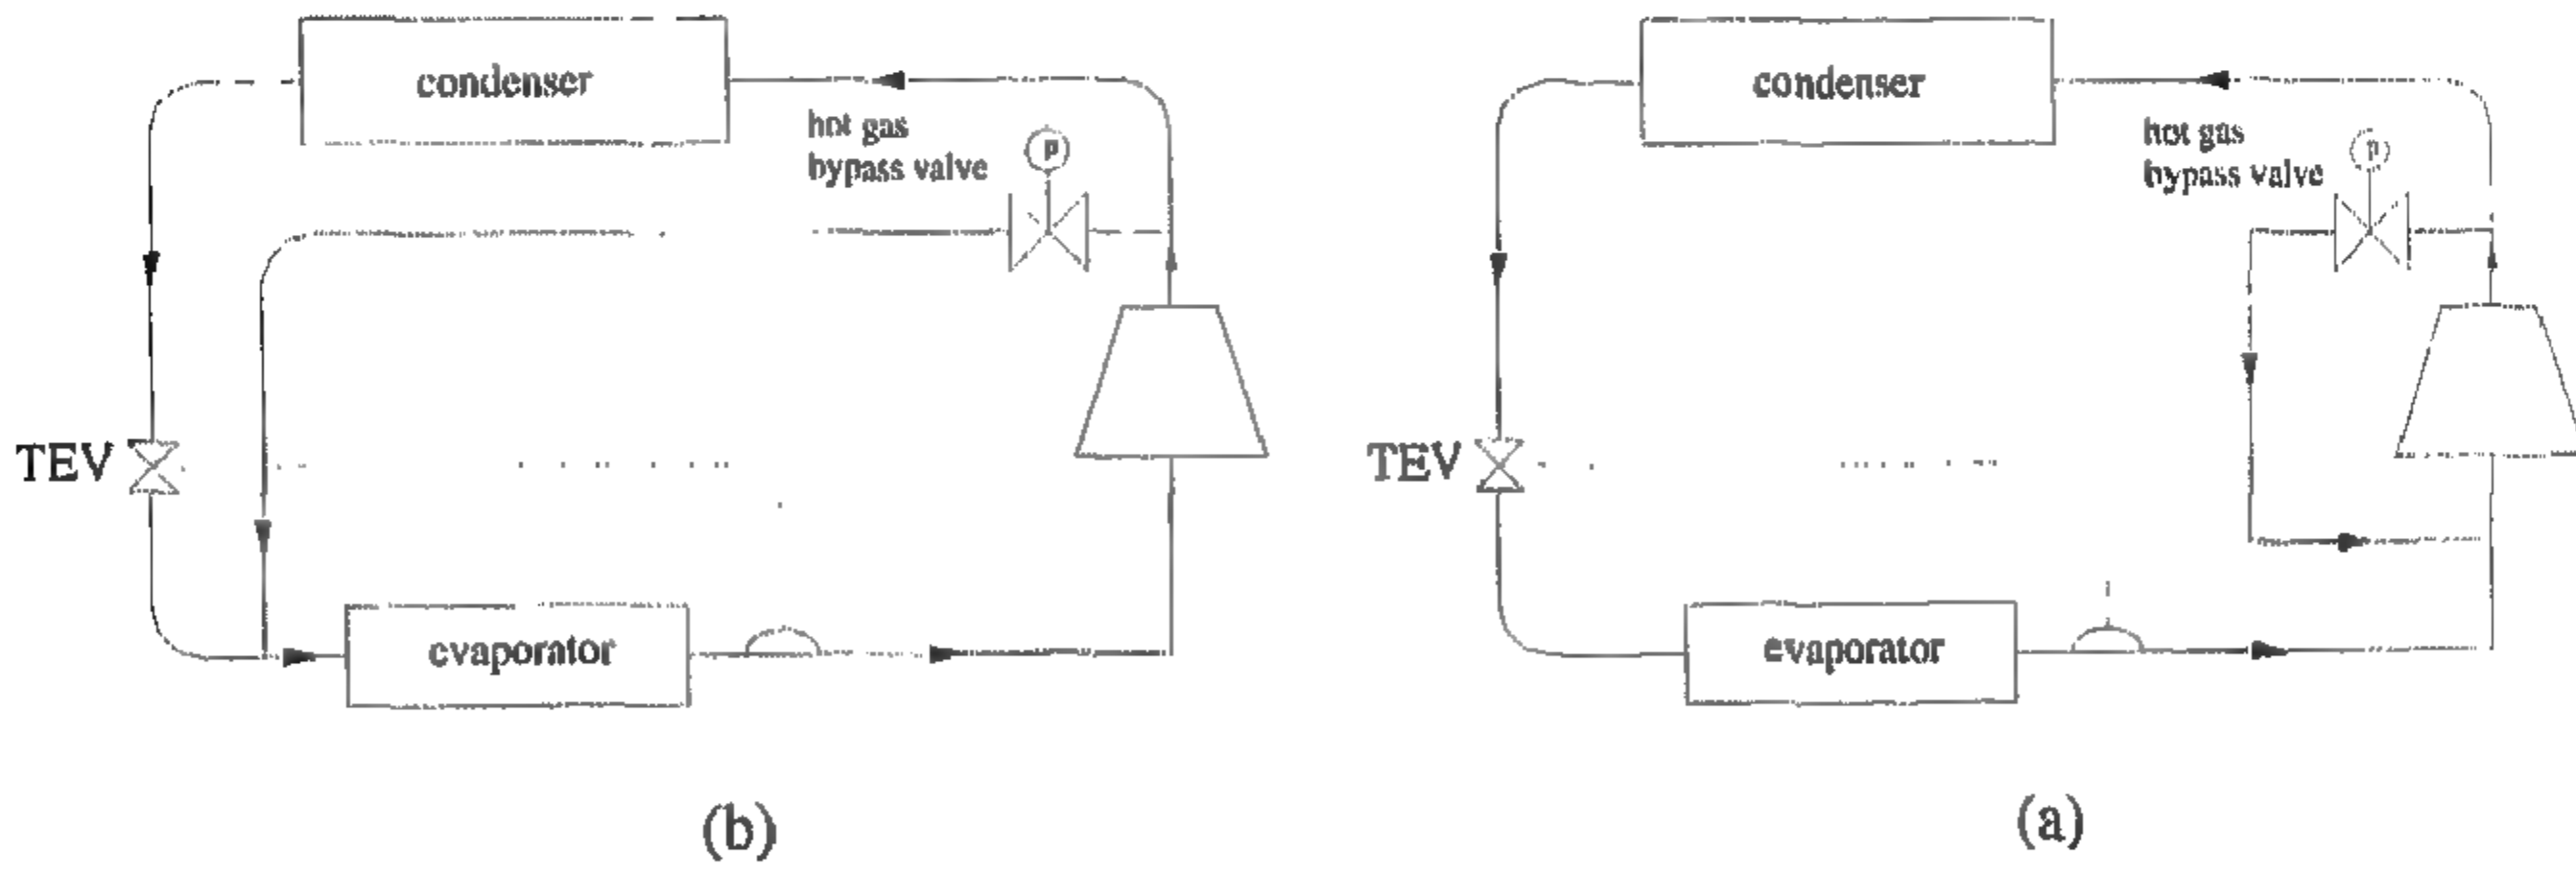 condenser
hot gas
bypass valve
p
TEV
evaporator
(b)
condenser
hot gas
bypass valve
p
TEV
evaporator
(a)